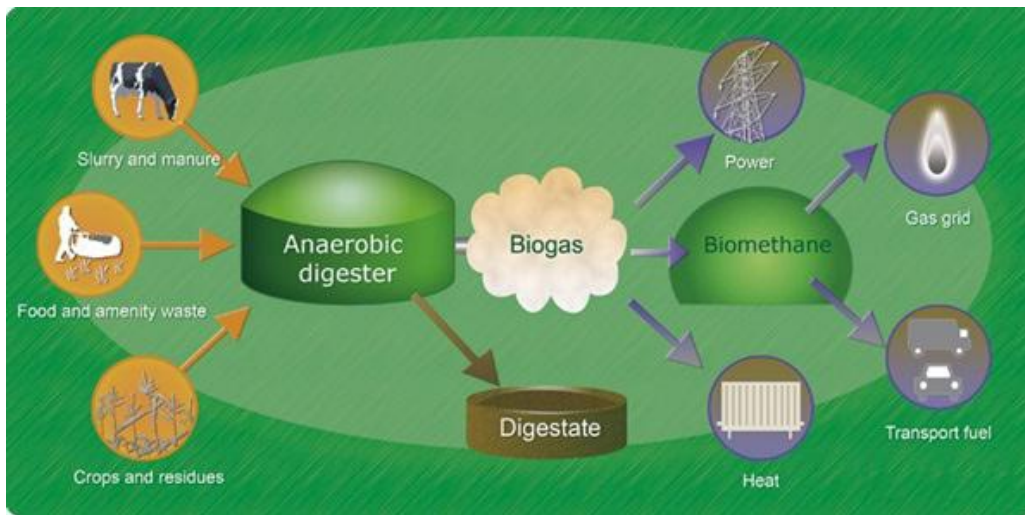 Slurry and manure
Food and amenity waste
Crops and residues
Anaerobic
digester
Biogas
Digestate
Power
Biomethane
Heat
Gas grid
Transport fuel